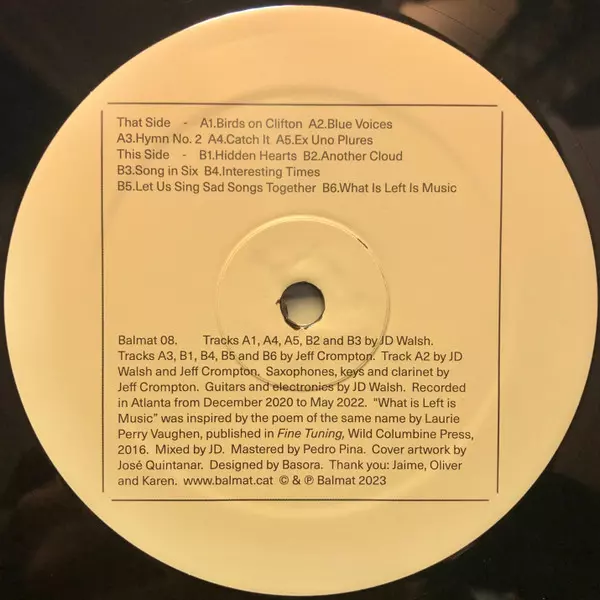 That Side - A1.Birds on Clifton A2.Blue Voices
A3.Hymn No. 2 A4.Catch It A5.Ex Uno Plures
This Side - B1.Hidden Hearts B2.Another Cloud
B3.Song in Six B4.Interesting Times
B5.Let Us Sing Sad Songs Together B6.What Is Left Is Music
Balmat 08. Tracks A1, A4, A5, B2 and B3 by JD Walsh.
Tracks A3, B1, B4, B5 and B6 by Jeff Crompton. Track A2 by JD
Walsh and Jeff Crompton. Saxophones, keys and clarinet by
Jeff Crompton. Guitars and electronics by JD Walsh. Recorded
in Atlanta from December 2020 to May 2022. “What is Left is
Music” was inspired by the poem of the same name by Laurie
Perry Vaughen, published in Fine Tuning, Wild Columbine Press,
2016. Mixed by JD. Mastered by Pedro Pina. Cover artwork by
José Quintanar. Designed by Basora. Thank you: Jaime, Oliver
and Karen. www.balmat.cat © & ℗ Balmat 2023